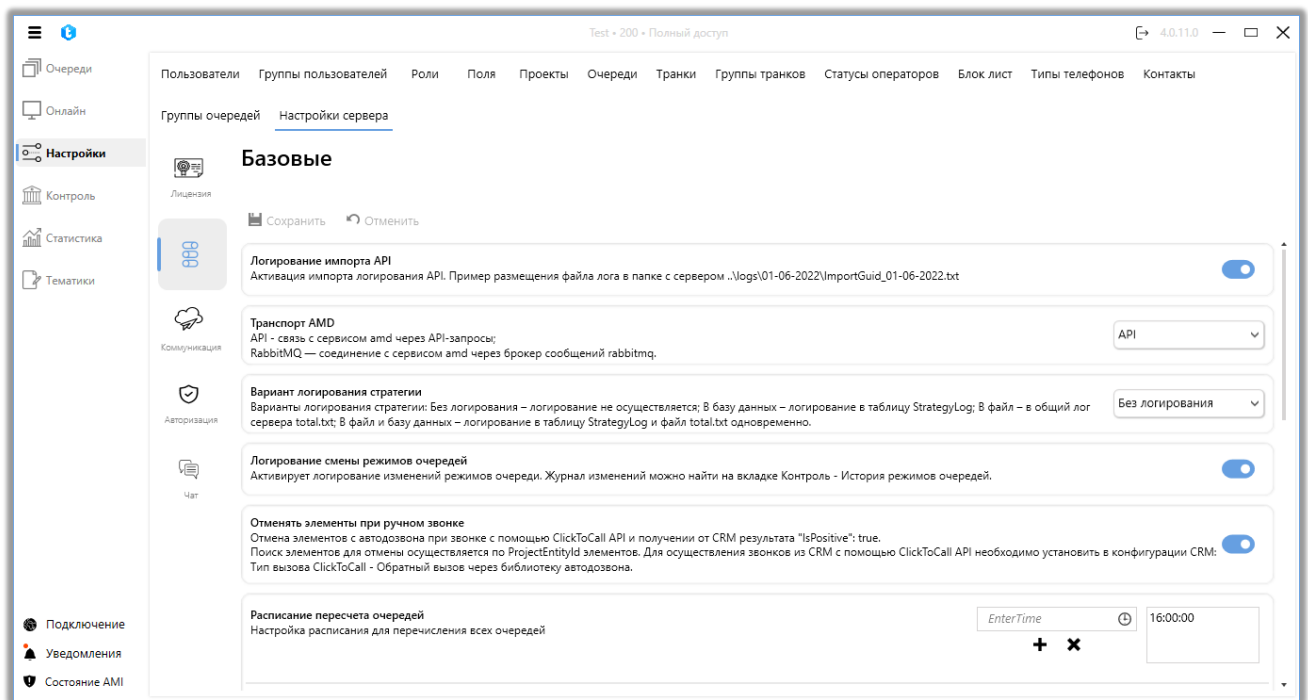 Test • 200 • Полный доступ
4.0.11.0
Очереди
Онлайн
Настройки
Контроль
Статистика
Тематики
Пользователи Группы пользователей Роли Поля Проекты Очереди Транки Группы транков Статусы операторов Блок лист Типы телефонов Контакты
Группы очередей Настройки сервера
Лицензия
Коммуникация
Авторизация
Чат
Базовые
Сохранить Отменить
Логирование импорта API
Активация импорта логирования API. Пример размещения файла лога в папке с сервером ..\logs\01-06-2022\ImportGuid_01-06-2022.txt
Транспорт AMD
API - связь с сервисом amd через API-запросы;
RabbitMQ — соединение с сервисом amd через брокер сообщений rabbitmq.
API
Вариант логирования стратегии
Варианты логирования стратегии: Без логирования – логирование не осуществляется; В базу данных – логирование в таблицу StrategyLog; В файл – в общий лог
сервера total.txt; В файл и базу данных – логирование в таблицу StrategyLog и файл total.txt одновременно.
Без логирования
Логирование смены режимов очередей
Активирует логирование изменений режимов очереди. Журнал изменений можно найти на вкладке Контроль - История режимов очередей.
Отменять элементы при ручном звонке
Отмена элементов с автодозвона при звонке с помощью ClickToCall API и получении от CRM результата "IsPositive": true.
Поиск элементов для отмены осуществляется по ProjectEntityId элементов. Для осуществления звонков из CRM с помощью ClickToCall API необходимо установить в конфигурации CRM:
Тип вызова ClickToCall - Обратный вызов через библиотеку автодозвона.
Расписание пересчета очередей
Настройка расписания для перечисления всех очередей
EnterTime
16:00:00
Подключение
Уведомления
Состояние AMI